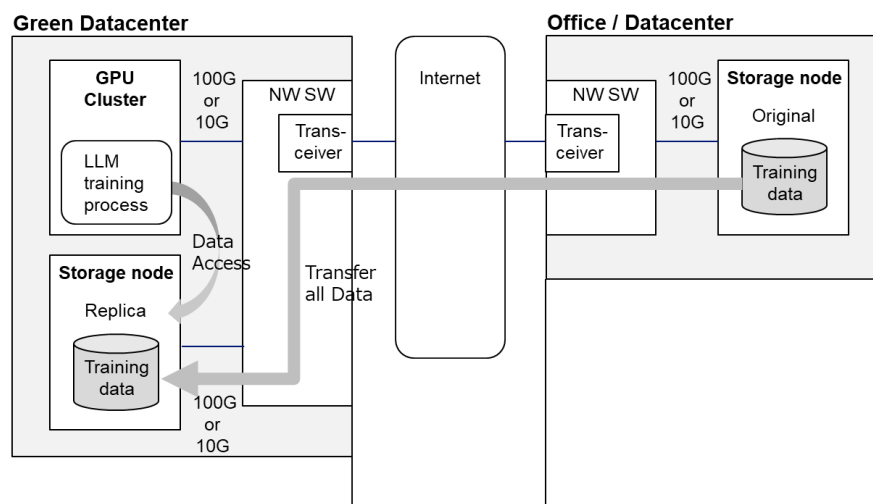 Green Datacenter
GPU
Cluster
LLM
training
process
100G
or
10G
NW SW
Trans-
ceiver
Data
Access
Storage node
Replica
Training
data
100G
or
10G
Transfer
all Data
Internet
Office / Datacenter
NW SW
Trans-
ceiver
100G
or
10G
Storage node
Original
Training
data